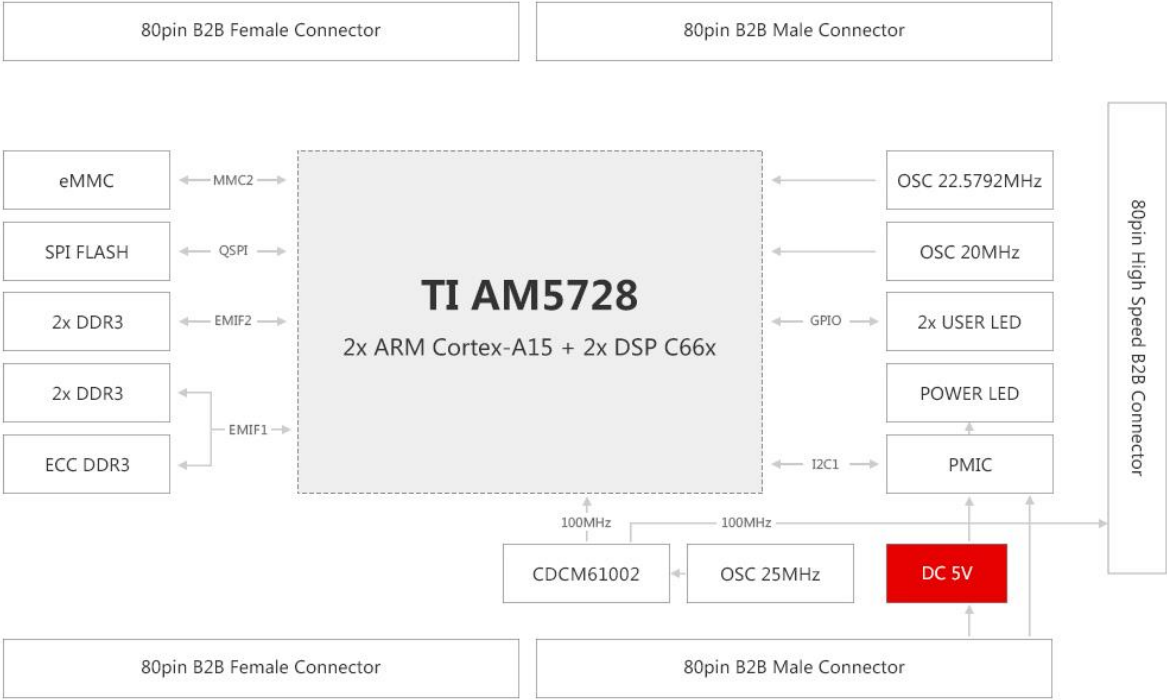 80pin B2B Female Connector
80pin B2B Male Connector
eMMC
MMC2
OSC 22.5792MHz
SPI FLASH
QSPI
OSC 20MHz
TI AM5728
2x ARM Cortex-A15 + 2x DSP C66x
2x DDR3
EMIF2
GPIO
2x USER LED
2x DDR3
EMIF1
POWER LED
ECC DDR3
I2C1
PMIC
80pin High Speed B2B Connector
100MHz
100MHz
CDCM61002
OSC 25MHz
DC 5V
80pin B2B Female Connector
80pin B2B Male Connector